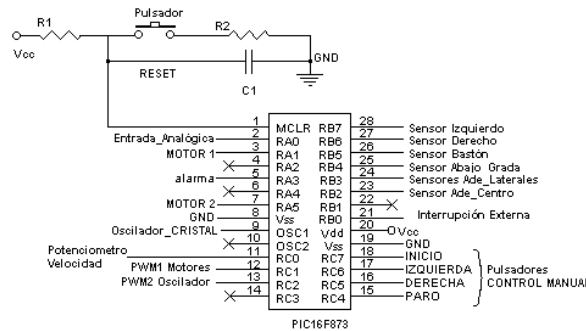 R1
Pulsador
R2
Vcc
GND
RESET
C1
1 MCLR RB7 28
Entrada_Analógica 2 RA0 RB6 27 Sensor Izquierdo
MOTOR 1 3 RA1 RB5 26 Sensor Derecho
4 RA2 RB4 25 Sensor Bastón
alarma 5 RA3 RB3 24 Sensor Abajo_Grada
6 RA4 RB2 23 Sensores Ade_Laterales
MOTOR 2 7 RA5 RB1 22 Sensor Ade_Centro
GND 8 Vss RB0 21 Interrupción Externa
Oscilador_CRISTAL 9 OSC1 Vdd 20 Vcc
10 OSC2 Vss 19 GND
Potenciometro
Velocidad
11 RC0 RC7 18 INICIO
PWM1 Motores 12 RC1 RC6 17 IZQUIERDA
PWM2 Oscilador 13 RC2 RC5 16 DERECHA
14 RC3 RC4 15 PARO
Pulsadores
CONTROL MANUAL
PIC16F873